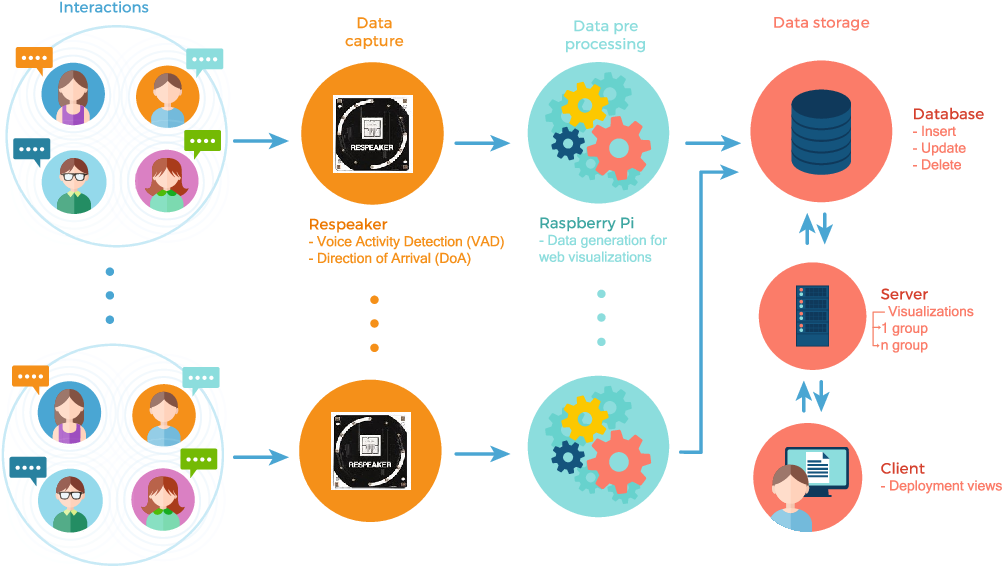 Interactions
Data
capture
Data pre
processing
Data storage
RESPEAKER
Database
- Insert
- Update
- Delete
Respeaker
- Voice Activity Detection (VAD)
- Direction of Arrival (DoA)
Raspberry Pi
- Data generation for
web visualizations
Server
Visualizations
1 group
n group
RESPEAKER
Client
- Deployment views